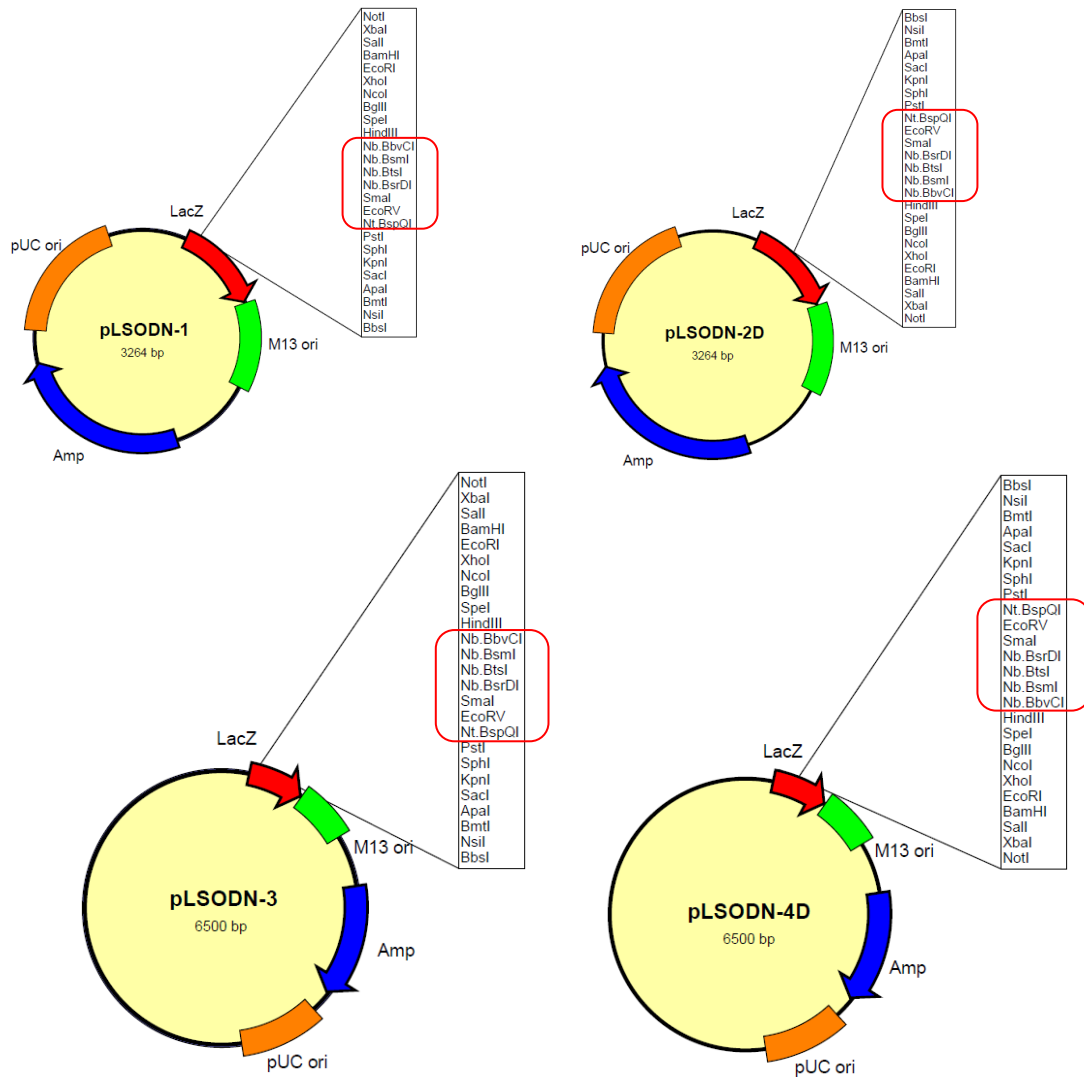 NotI
XbaI
SalI
BamHI
EcoRI
XhoI
NcoI
BglII
SpeI
HindIII
Nb.BbvCI
Nb.BsmI
Nb.BtsI
Nb.BsrDI
SmaI
EcoRV
Nt.BspQI
PstI
SphI
KpnI
SacI
ApaI
BmtI
NsiI
BbsI
LacZ
pUC ori
pLSODN-1
3264 bp
M13 ori
Amp
BbsI
NsiI
BmtI
ApaI
SacI
KpnI
SphI
PstI
Nt.BspQI
EcoRV
SmaI
Nb.BsrDI
Nb.BtsI
Nb.BsmI
Nb.BbvCI
HindIII
SpeI
BglII
NcoI
XhoI
EcoRI
BamHI
SalI
XbaI
NotI
LacZ
pUC ori
pLSODN-2D
3264 bp
M13 ori
Amp
NotI
XbaI
SalI
BamHI
EcoRI
XhoI
NcoI
BglII
SpeI
HindIII
Nb.BbvCI
Nb.BsmI
Nb.BtsI
Nb.BsrDI
SmaI
EcoRV
Nt.BspQI
PstI
SphI
KpnI
SacI
ApaI
BmtI
NsiI
BbsI
LacZ
M13 ori
pLSODN-3
6500 bp
Amp
pUC ori
BbsI
NsiI
BmtI
ApaI
SacI
KpnI
SphI
PstI
Nt.BspQI
EcoRV
SmaI
Nb.BsrDI
Nb.BtsI
Nb.BsmI
Nb.BbvCI
HindIII
SpeI
BglII
NcoI
XhoI
EcoRI
BamHI
SalI
XbaI
NotI
LacZ
M13 ori
pLSODN-4D
6500 bp
Amp
pUC ori